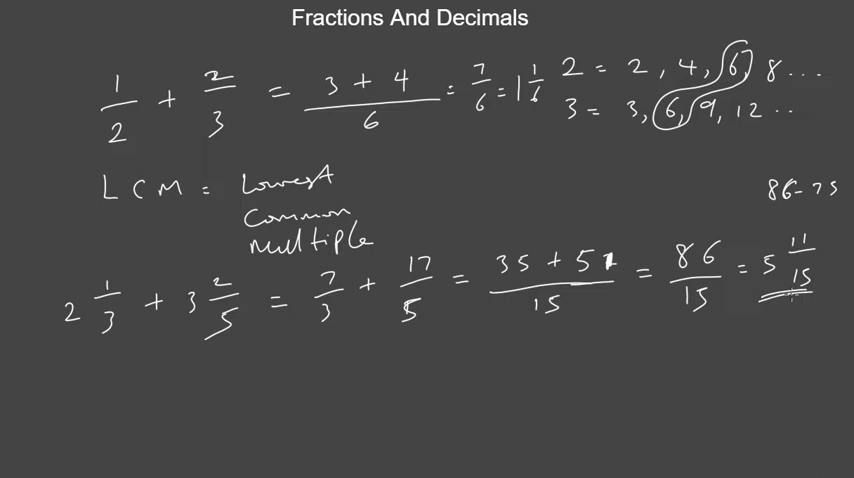 Fractions And Decimals
1/2 + 2/3 = (3 + 4)/6 = 7/6 = 1 1/6
2 = 2, 4, 6, 8 ...
3 = 3, 6, 9, 12 ..
LCM = Lowest
Common
Multiple
86-75
2 1/3 + 3 2/5 = 7/3 + 17/5 = (35 + 51)/15 = 86/15 = 5 11/15